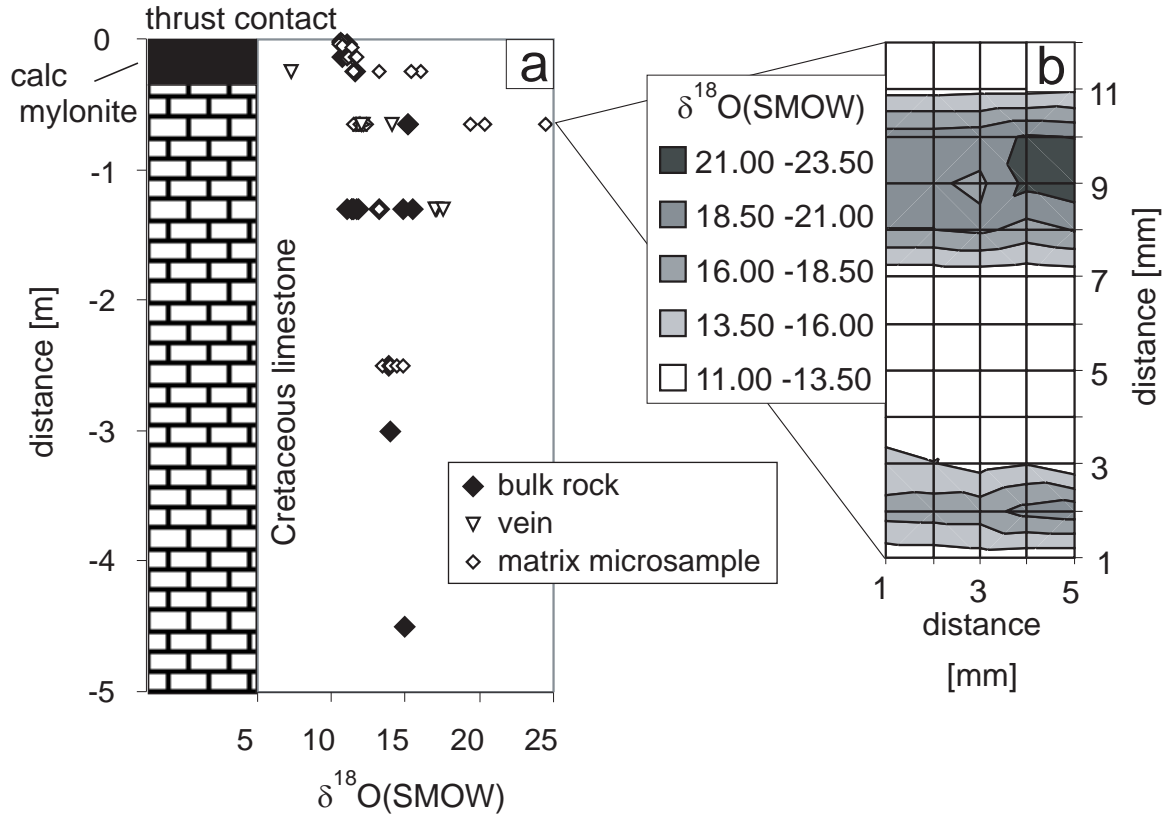 thrust contact
calc
mylonite
0
-1
-2
-3
-4
-5
distance [m]
Cretaceous limestone
a
bulk rock
vein
matrix microsample
5 10 15 20 25
δ18O(SMOW)
b
δ18O(SMOW)
21.00 -23.50
18.50 -21.00
16.00 -18.50
13.50 -16.00
11.00 -13.50
11
9
7
5
3
1
distance [mm]
1 3 5
distance
[mm]